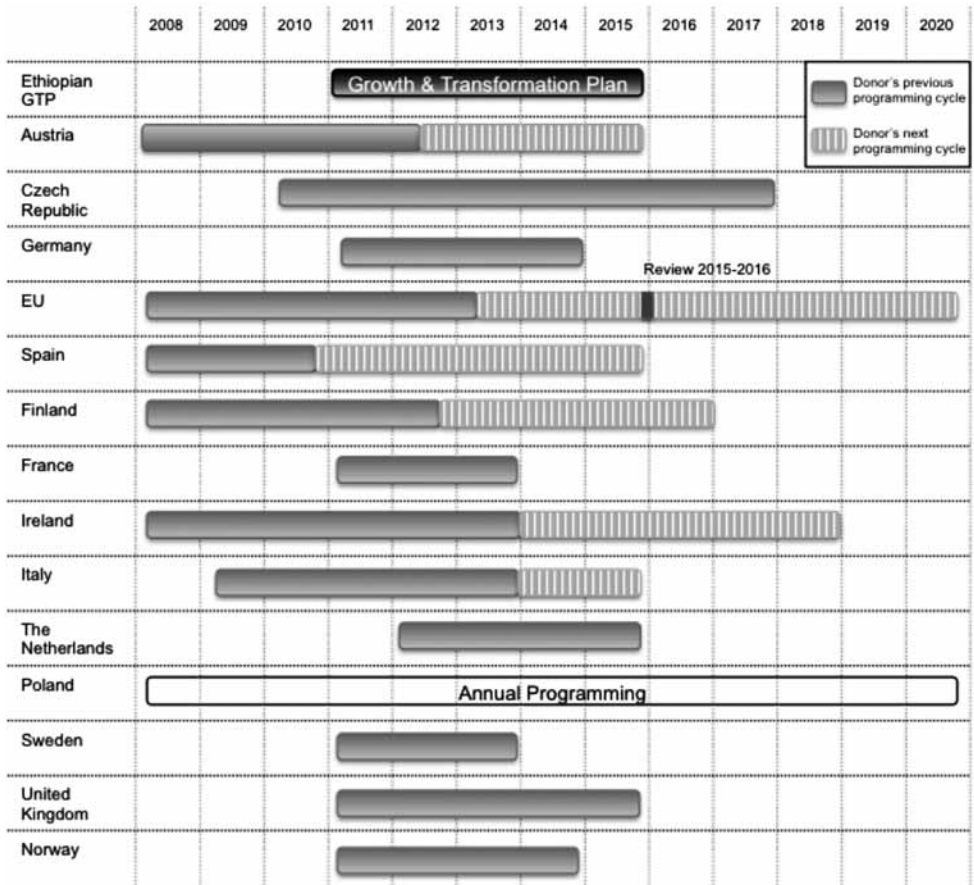 2008 2009 2010 2011 2012 2013 2014 2015 2016 2017 2018 2019 2020
Ethiopian
GTP
Growth & Transformation Plan
Donor's previous
programming cycle
Donor's next
programming cycle
Austria
Czech
Republic
Germany
Review 2015-2016
EU
Spain
Finland
France
Ireland
Italy
The
Netherlands
Poland
Annual Programming
Sweden
United
Kingdom
Norway